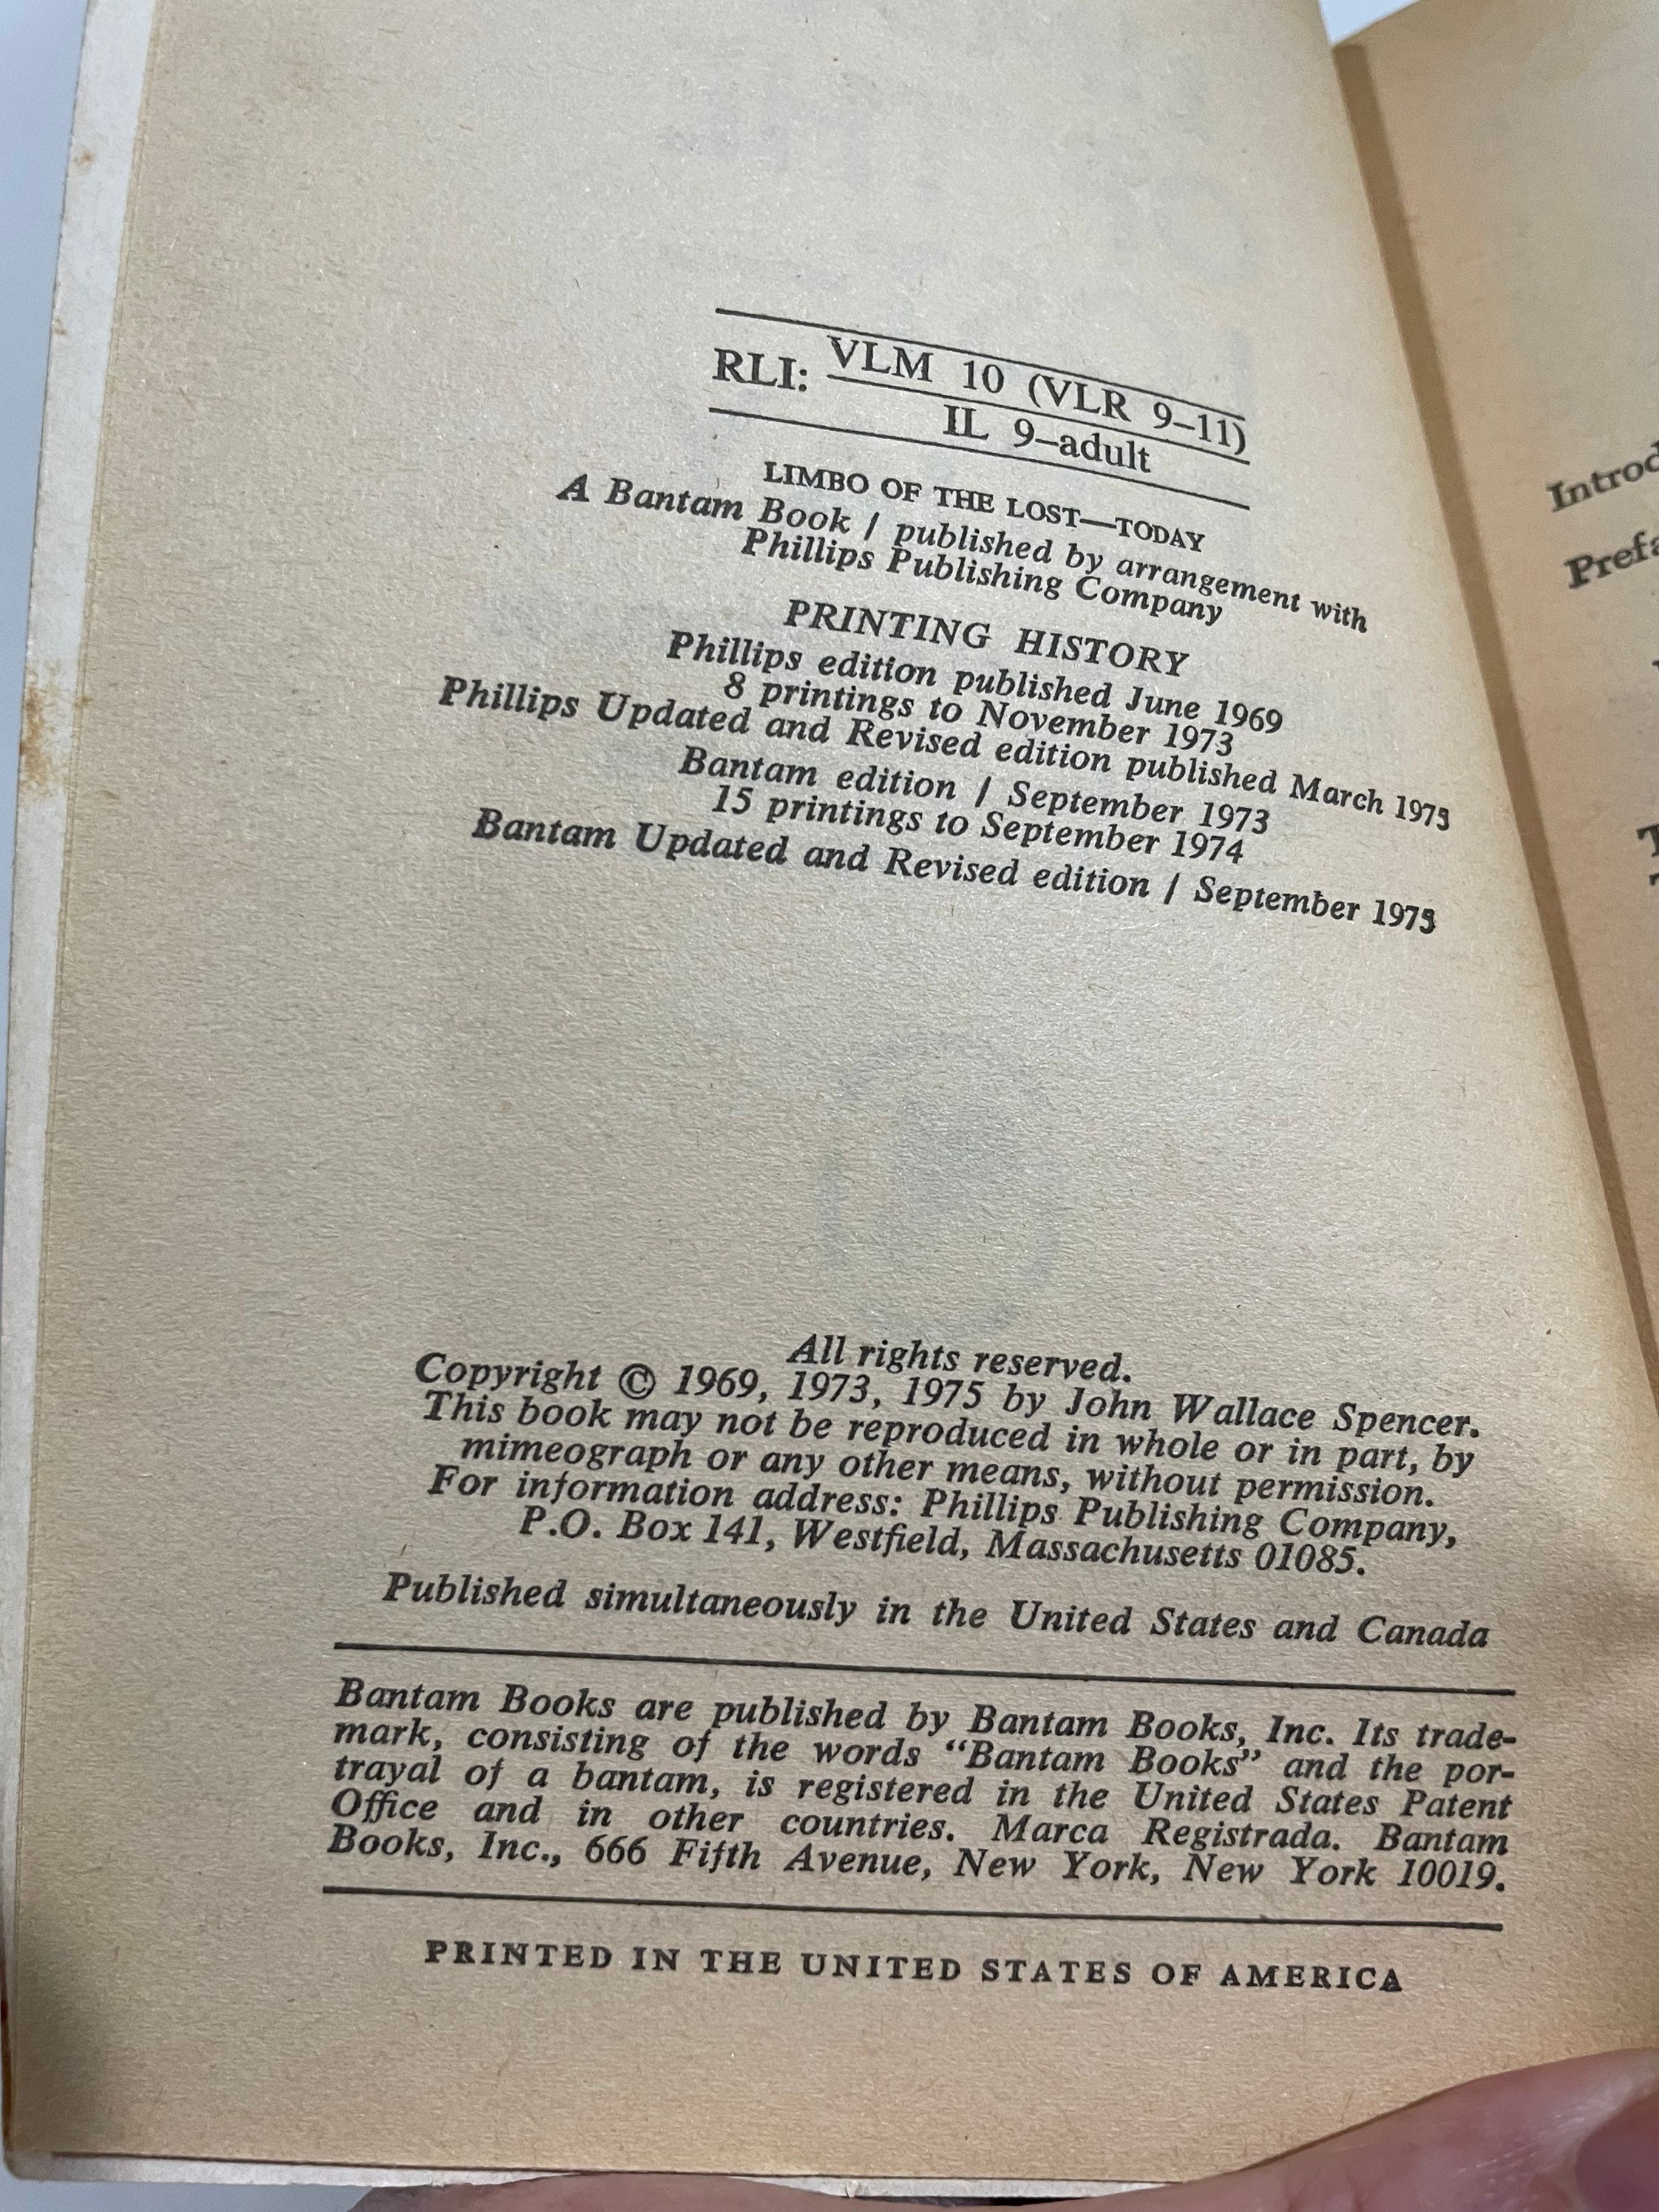 RLI: VLM 10 (VLR 9–11)
IL 9–adult
LIMBO OF THE LOST—TODAY
A Bantam Book / published by arrangement with
Phillips Publishing Company
PRINTING HISTORY
Phillips edition published June 1969
8 printings to November 1973
Phillips Updated and Revised edition published March 1975
Bantam edition / September 1973
15 printings to September 1974
Bantam Updated and Revised edition / September 1975
All rights reserved.
Copyright © 1969, 1973, 1975 by John Wallace Spencer.
This book may not be reproduced in whole or in part, by
mimeograph or any other means, without permission.
For information address: Phillips Publishing Company,
P.O. Box 141, Westfield, Massachusetts 01085.
Published simultaneously in the United States and Canada
Bantam Books are published by Bantam Books, Inc. Its trade-
mark, consisting of the words “Bantam Books” and the por-
trayal of a bantam, is registered in the United States Patent
Office and in other countries. Marca Registrada. Bantam
Books, Inc., 666 Fifth Avenue, New York, New York 10019.
PRINTED IN THE UNITED STATES OF AMERICA
Introd
Prefa